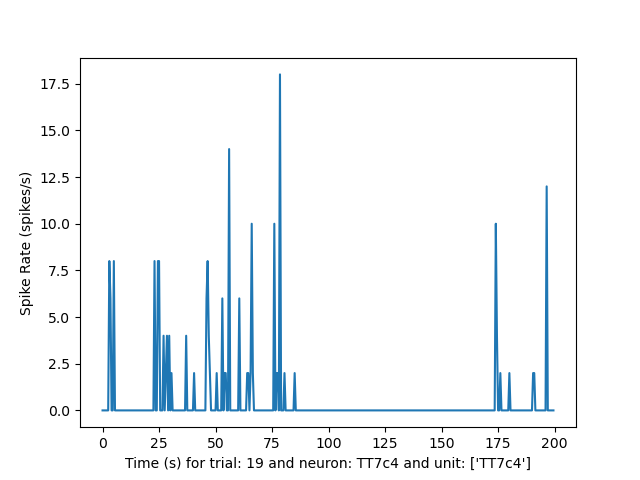 17.5
15.0
12.5
10.0
7.5
5.0
2.5
0.0
Spike Rate (spikes/s)
0 25 50 75 100 125 150 175 200
Time (s) for trial: 19 and neuron: TT7c4 and unit: ['TT7c4']